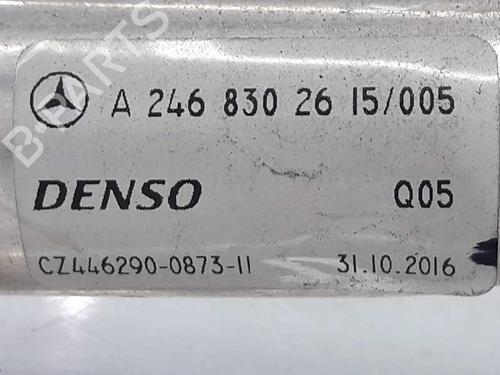 B-PARTS
A 246 830 26 15/005
DENSO Q05
CZ446290-0873-11 31.10.2016